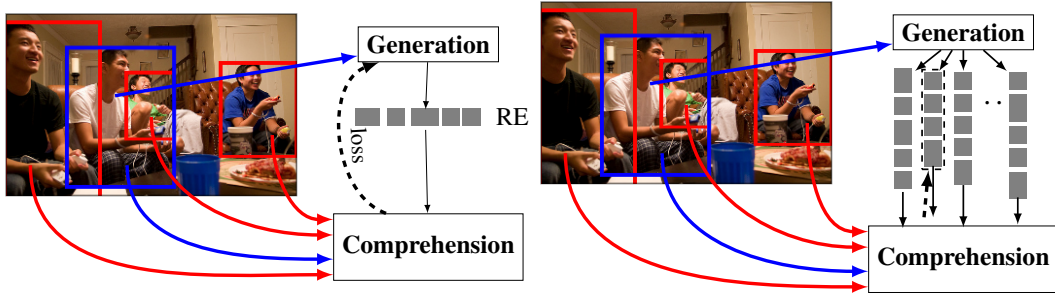 Generation
RE
loss
Comprehension
Generation
Comprehension